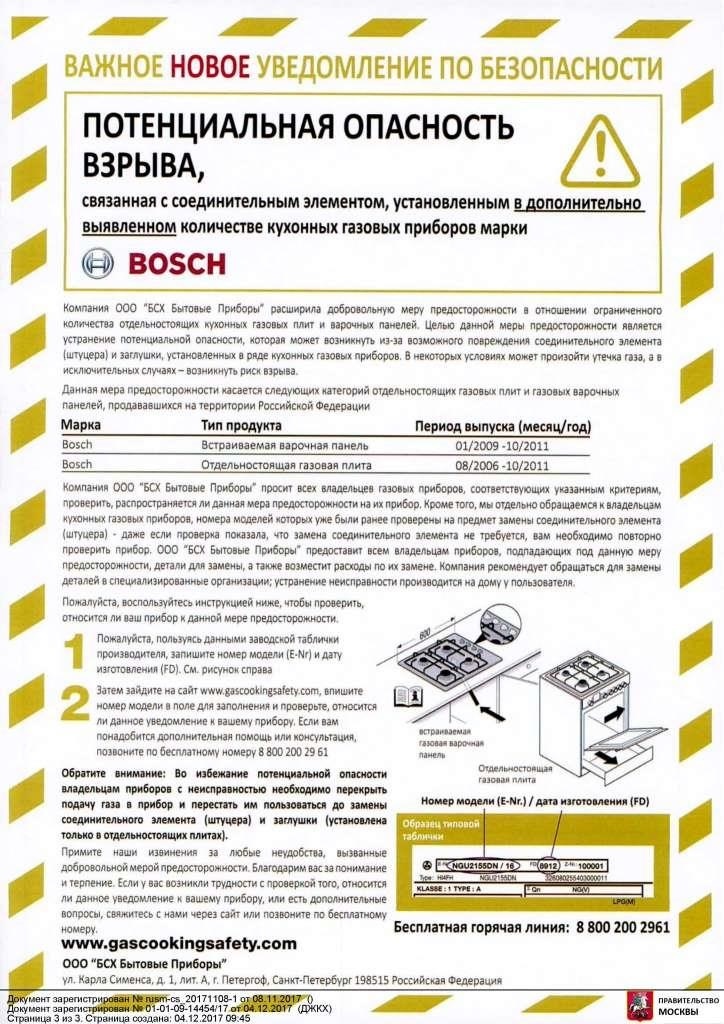 ВАЖНОЕ НОВОЕ УВЕДОМЛЕНИЕ ПО БЕЗОПАСНОСТИ
ПОТЕНЦИАЛЬНАЯ ОПАСНОСТЬ
ВЗРЫВА,
связанная с соединительным элементом, установленным в дополнительно
выявленном количестве кухонных газовых приборов марки
BOSCH
Компания ООО "БСХ Бытовые Приборы" расширила добровольную меру предосторожности в отношении ограниченного
количества отдельностоящих кухонных газовых плит и варочных панелей. Целью данной меры предосторожности является
устранение потенциальной опасности, которая может возникнуть из-за возможного повреждения соединительного элемента
(штуцера) и заглушки, установленных в ряде кухонных газовых приборов. В некоторых условиях может произойти утечка газа, а в
исключительных случаях – возникнуть риск взрыва.
Данная мера предосторожности касается следующих категорий отдельностоящих газовых плит и газовых варочных
панелей, продававшихся на территории Российской Федерации
Марка Тип продукта Период выпуска (месяц/год)
Bosch Встраиваемая варочная панель 01/2009 -10/2011
Bosch Отдельностоящая газовая плита 08/2006 -10/2011
Компания ООО "БСХ Бытовые Приборы" просит всех владельцев газовых приборов, соответствующих указанным критериям,
проверить, распространяется ли данная мера предосторожности на их прибор. Кроме того, мы отдельно обращаемся к владельцам
кухонных газовых приборов, номера моделей которых уже были ранее проверены на предмет замены соединительного элемента
(штуцера) - даже если проверка показала, что замена соединительного элемента не требуется, вам необходимо повторно
проверить прибор. ООО "БСХ Бытовые Приборы" предоставит всем владельцам приборов, подпадающих под данную меру
предосторожности, детали для замены, а также возместит расходы по их замене. Компания рекомендует обращаться для замены
деталей в специализированные организации; устранение неисправности производится на дому у пользователя.
Пожалуйста, воспользуйтесь инструкцией ниже, чтобы проверить,
относится ли ваш прибор к данной мере предосторожности.
1 Пожалуйста, пользуясь данными заводской таблички
производителя, запишите номер модели (E-Nr) и дату
изготовления (FD). См. рисунок справа
2 Затем зайдите на сайт www.gascookingsafety.com, впишите
номер модели в поле для заполнения и проверьте, относится
ли данное уведомление к вашему прибору. Если вам
понадобится дополнительная помощь или консультация,
позвоните по бесплатному номеру 8 800 200 29 61
Обратите внимание: Во избежание потенциальной опасности
владельцам приборов с неисправностью необходимо перекрыть
подачу газа в прибор и перестать им пользоваться до замены
соединительного элемента (штуцера) и заглушки (установлена
только в отдельностоящих плитах).
Примите наши извинения за любые неудобства, вызванные
добровольной мерой предосторожности. Благодарим вас за понимание
и терпение. Если у вас возникли трудности с проверкой того, относится
ли данное уведомление к вашему прибору, или есть дополнительные
вопросы, свяжитесь с нами через сайт или позвоните по бесплатному
номеру.
www.gascookingsafety.com
ООО "БСХ Бытовые Приборы"
ул. Карла Сименса, д. 1, лит. А, г. Петергоф, Санкт-Петербург 198515 Российская Федерация
600
встраиваемая
газовая варочная
панель
Отдельностоящая
газовая плита
Номер модели (E-Nr.) / дата изготовления (FD)
Образец типовой
таблички
E-Nr. NGU2155DN / 16 FD 8912 Z-Nr. 100001
Type: HI4FH NGU2155DN 326080255403000011
KLASSE : 1 TYPE : A Qn NG(V)
LPG(M)
Бесплатная горячая линия: 8 800 200 2961
Документ зарегистрирован № rusm-cs_20171108-1 от 08.11.2017 ()
Документ зарегистрирован № 01-01-09-14454/17 от 04.12.2017 (ДЖКХ)
Страница 3 из 3. Страница создана: 04.12.2017 09:45
ПРАВИТЕЛЬСТВО
МОСКВЫ